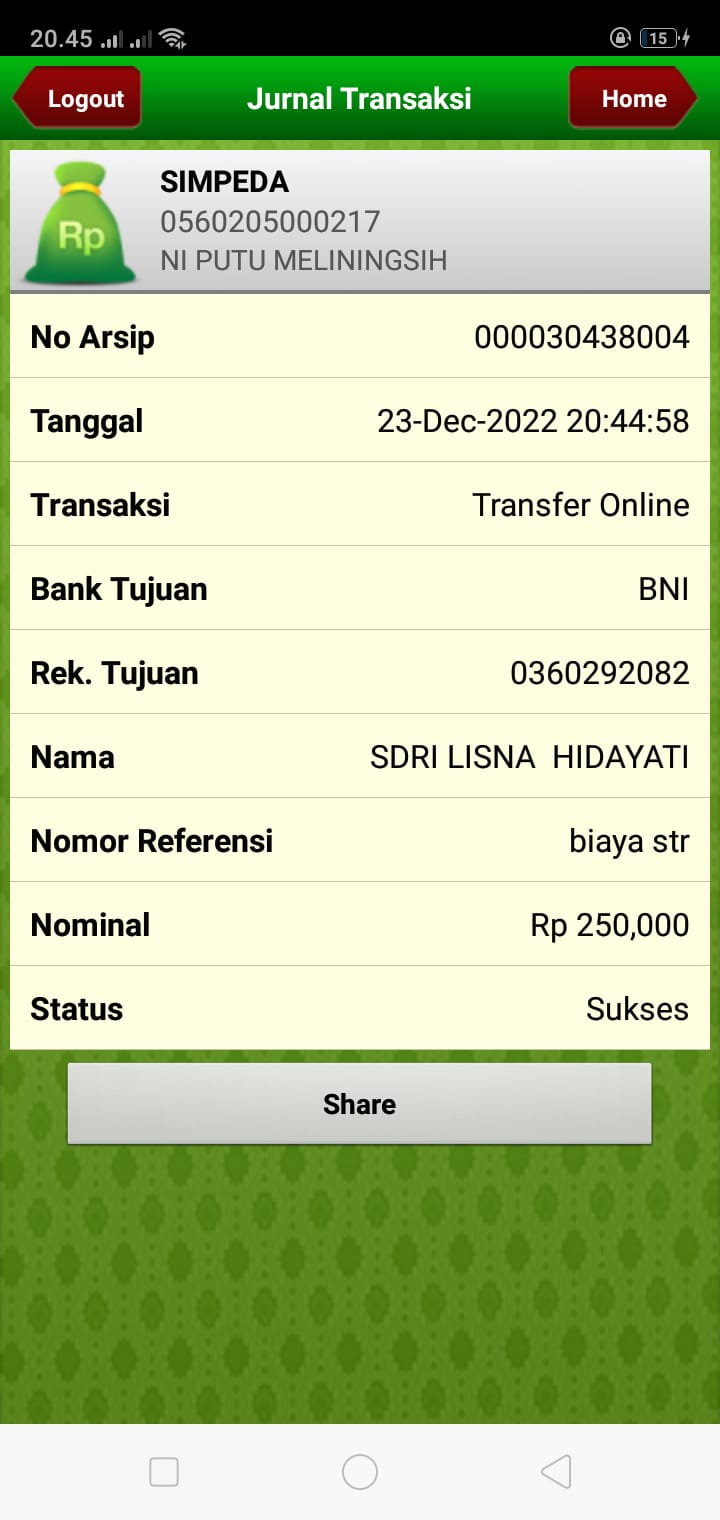 20.45
15
Logout
Jurnal Transaksi
Home
Rp
SIMPEDA
0560205000217
NI PUTU MELININGSIH
No Arsip 000030438004
Tanggal 23-Dec-2022 20:44:58
Transaksi Transfer Online
Bank Tujuan BNI
Rek. Tujuan 0360292082
Nama SDRI LISNA  HIDAYATI
Nomor Referensi biaya str
Nominal Rp 250,000
Status Sukses
Share